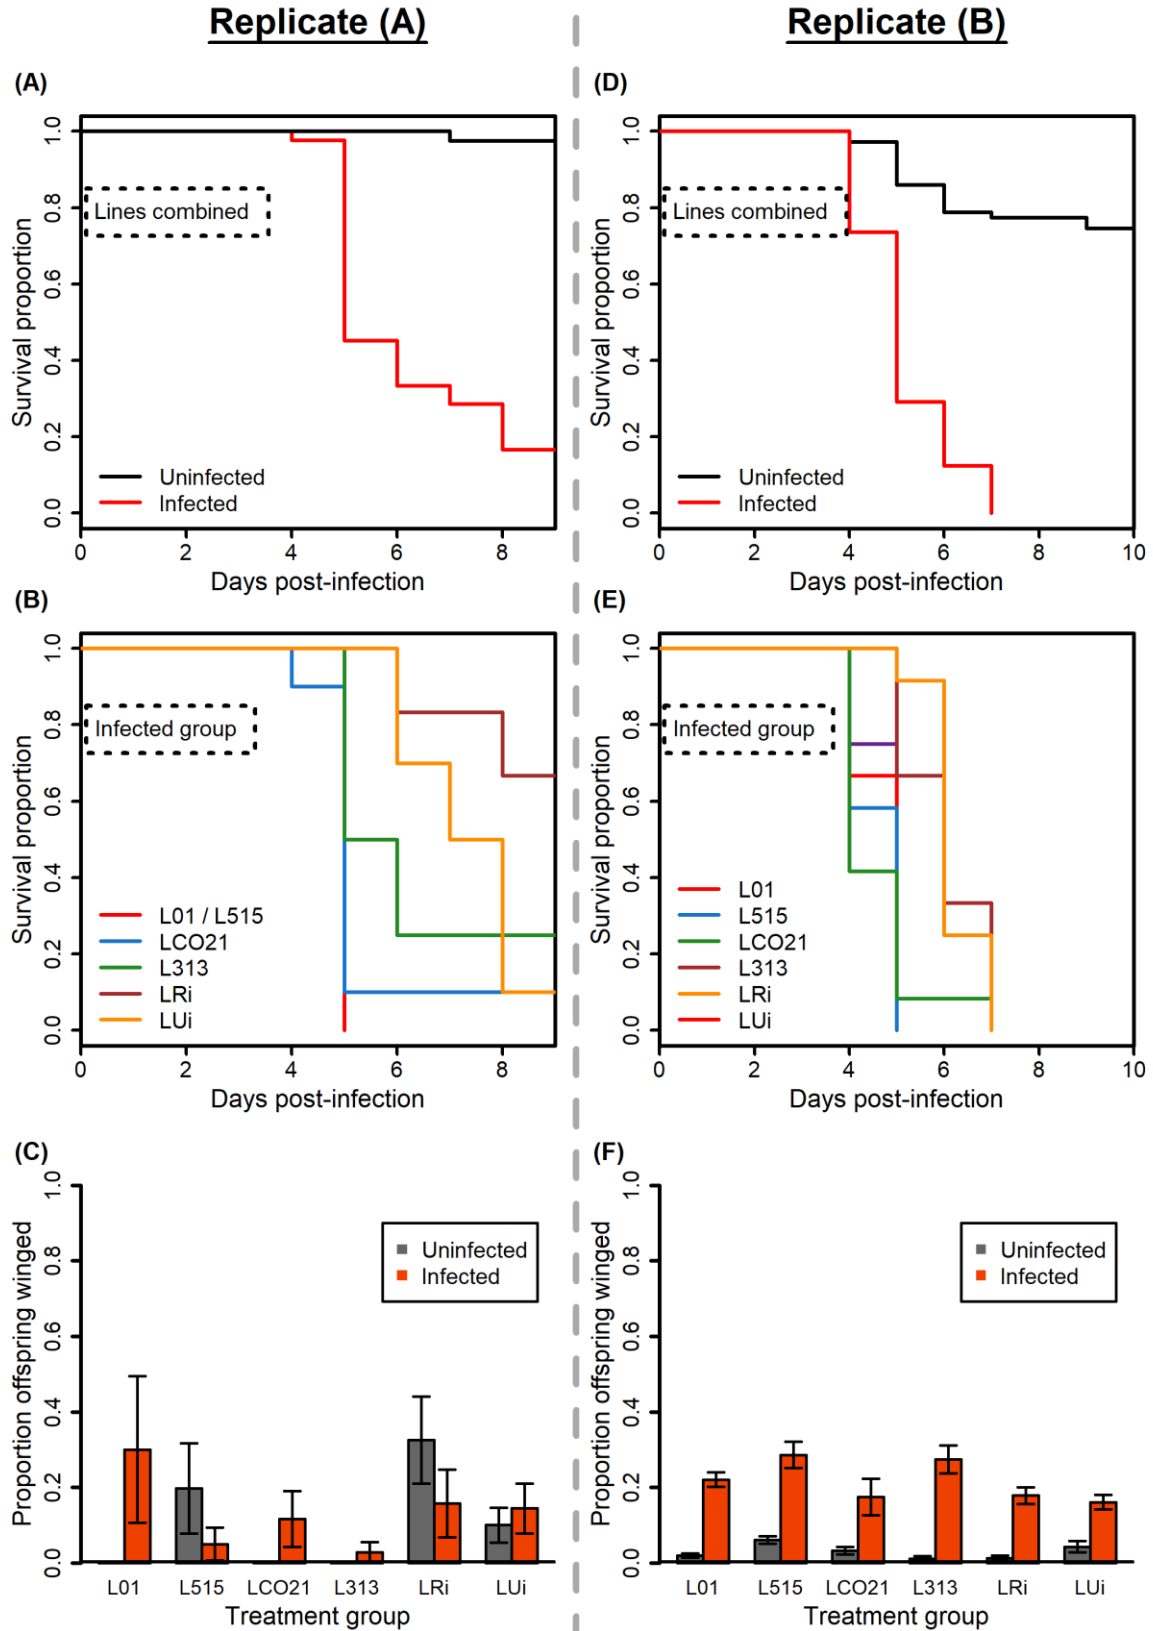 Replicate (A)
Replicate (B)
(A)
Survival proportion
0.0 0.2 0.4 0.6 0.8 1.0
Lines combined
Uninfected
Infected
0 2 4 6 8
Days post-infection
(D)
Survival proportion
0.0 0.2 0.4 0.6 0.8 1.0
Lines combined
Uninfected
Infected
0 2 4 6 8 10
Days post-infection
(B)
Survival proportion
0.0 0.2 0.4 0.6 0.8 1.0
Infected group
L01 / L515
LCO21
L313
LRi
LUi
0 2 4 6 8
Days post-infection
(E)
Survival proportion
0.0 0.2 0.4 0.6 0.8 1.0
Infected group
L01
L515
LCO21
L313
LRi
LUi
0 2 4 6 8 10
Days post-infection
(C)
Proportion offspring winged
0.0 0.2 0.4 0.6 0.8 1.0
Uninfected
Infected
L01 L515 LCO21 L313 LRi LUi
Treatment group
(F)
Proportion offspring winged
0.0 0.2 0.4 0.6 0.8 1.0
Uninfected
Infected
L01 L515 LCO21 L313 LRi LUi
Treatment group